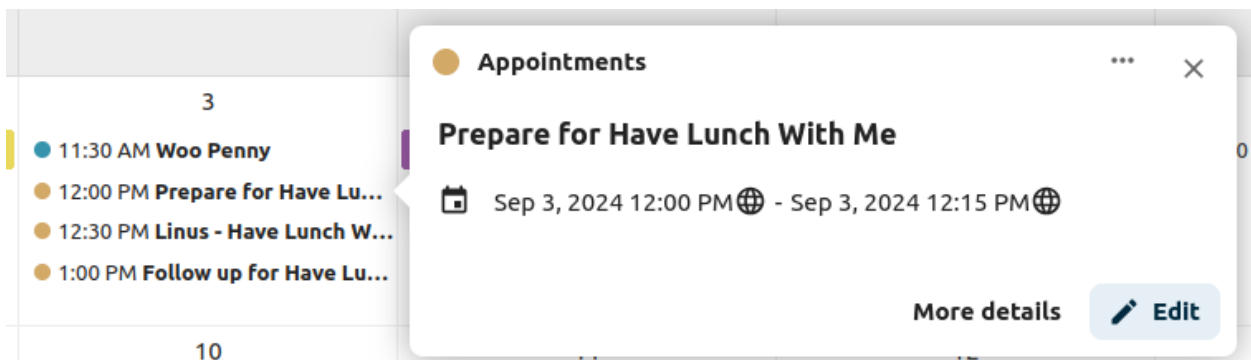 3
11:30 AM Woo Penny
12:00 PM Prepare for Have Lu...
12:30 PM Linus - Have Lunch W...
1:00 PM Follow up for Have Lu...
10
Appointments
Prepare for Have Lunch With Me
Sep 3, 2024 12:00 PM - Sep 3, 2024 12:15 PM
More details
Edit